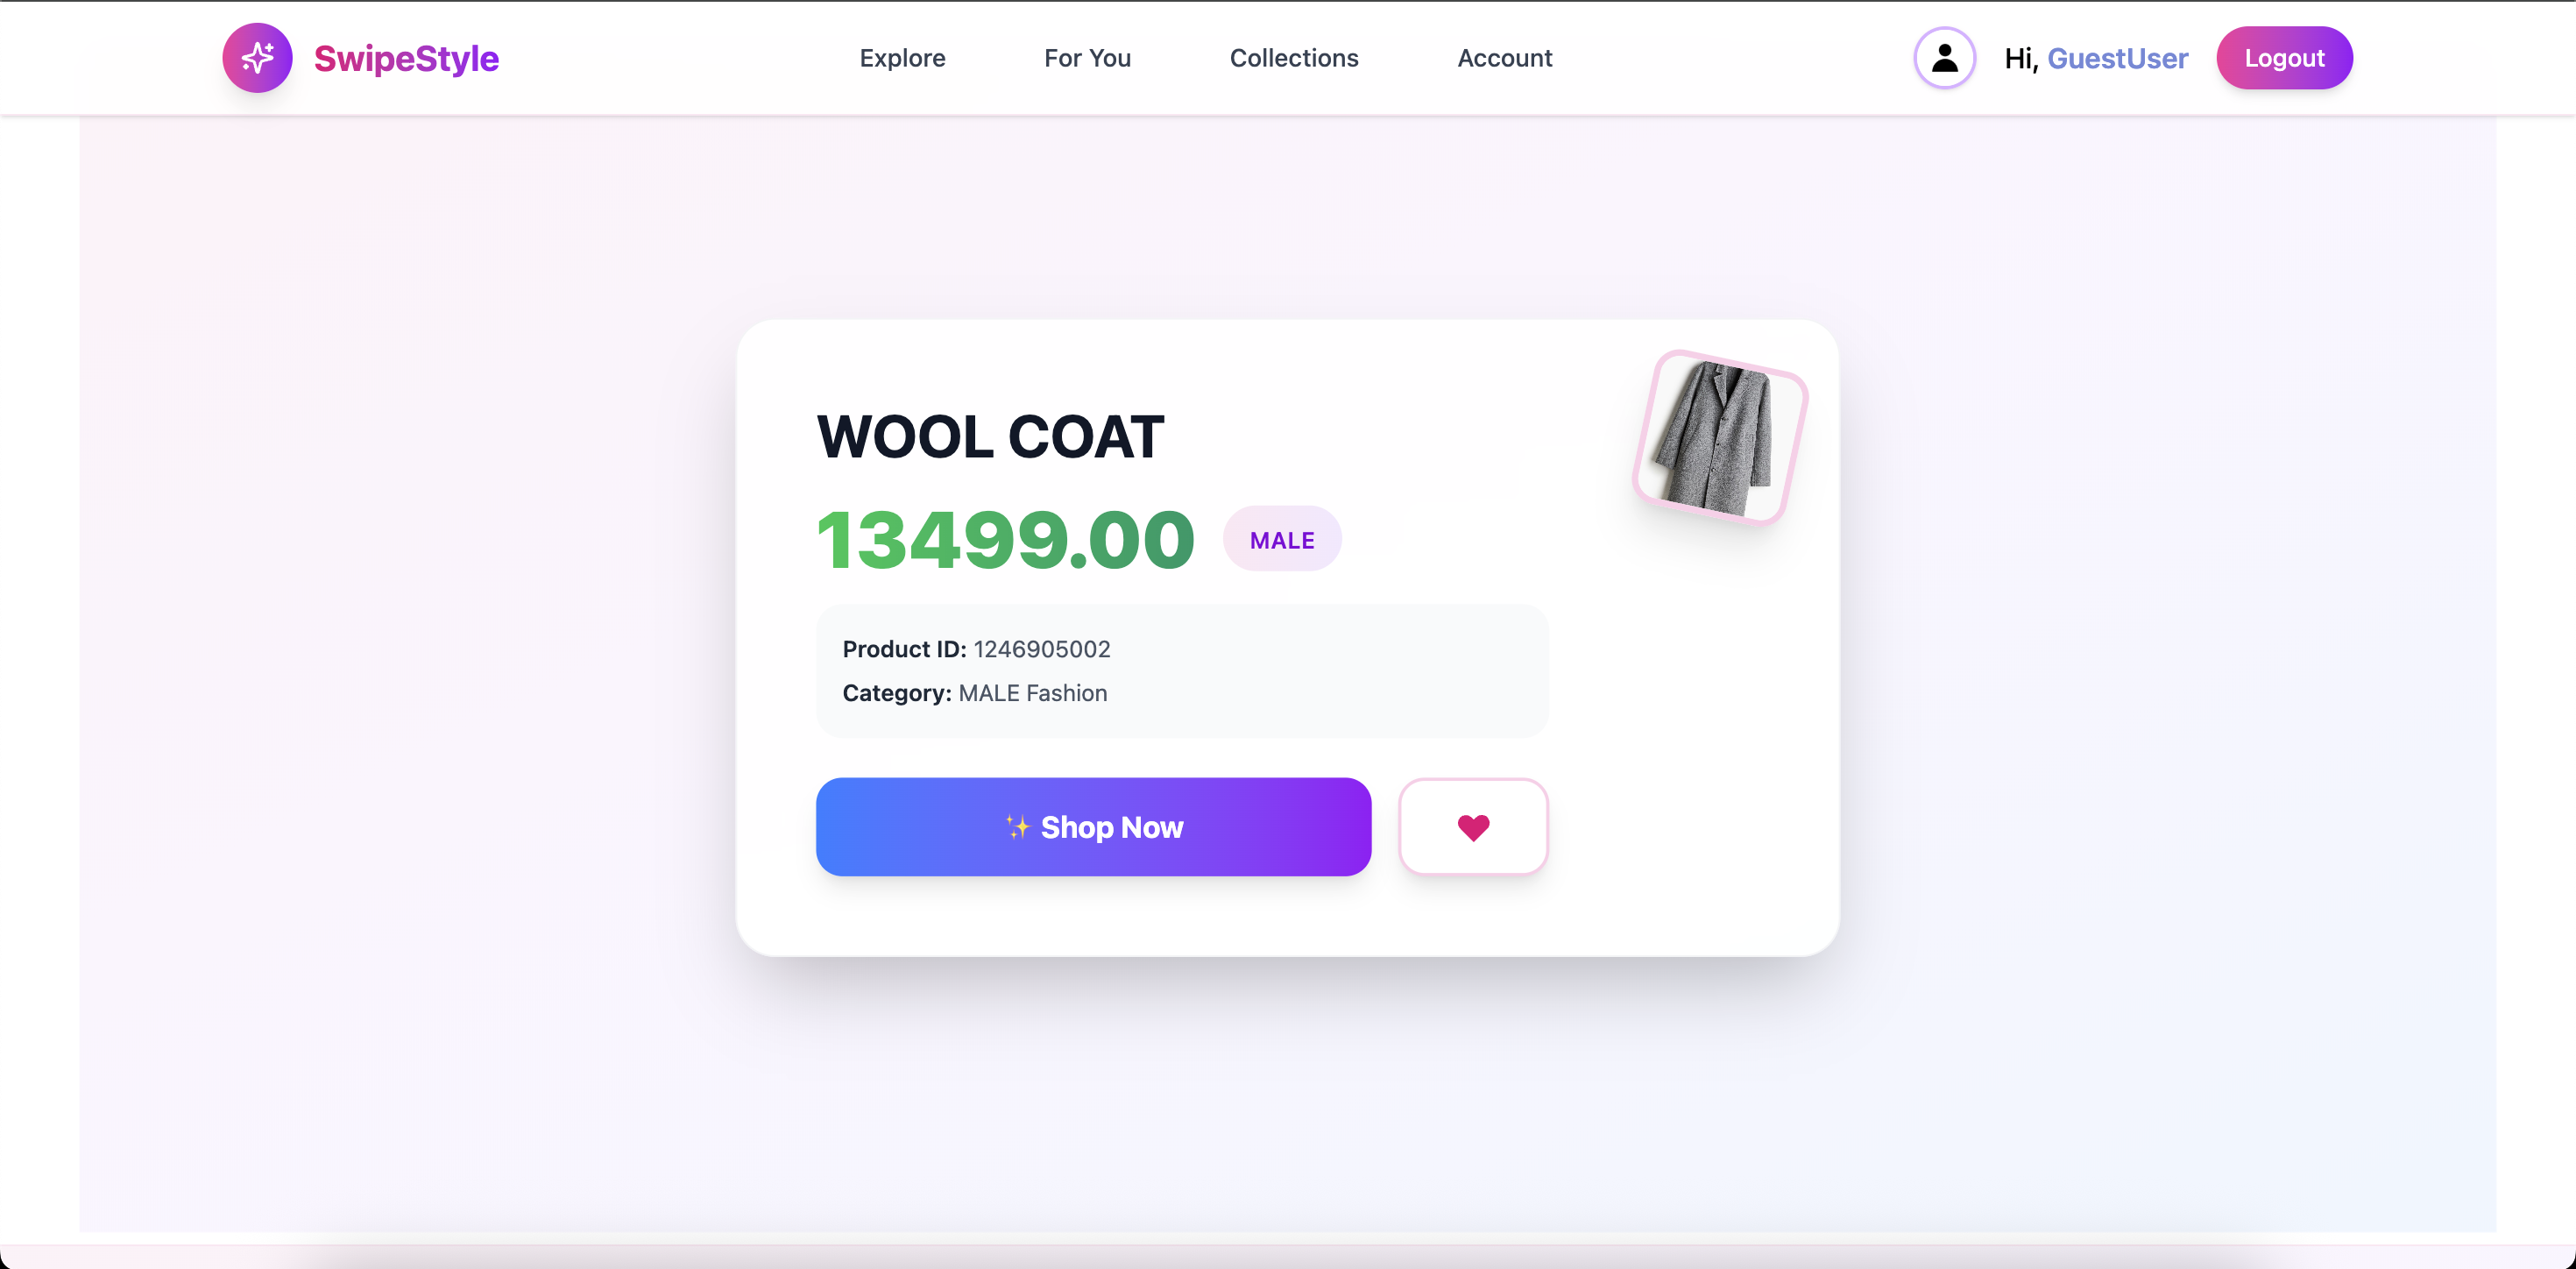 SwipeStyle
Explore
For You
Collections
Account
Hi, GuestUser
Logout
WOOL COAT
13499.00
MALE
Product ID: 1246905002
Category: MALE Fashion
✨ Shop Now